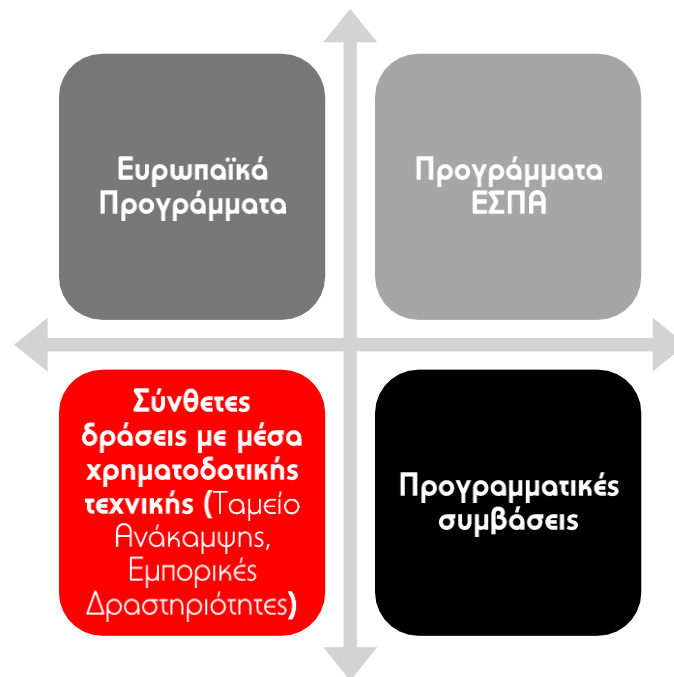 Ευρωπαϊκά
Προγράμματα
Προγράμματα
ΕΣΠΑ
Σύνθετες
δράσεις με μέσα
χρηματοδοτικής
τεχνικής (Ταμείο
Ανάκαμψης,
Εμπορικές
Δραστηριότητες)
Προγραμματικές
συμβάσεις